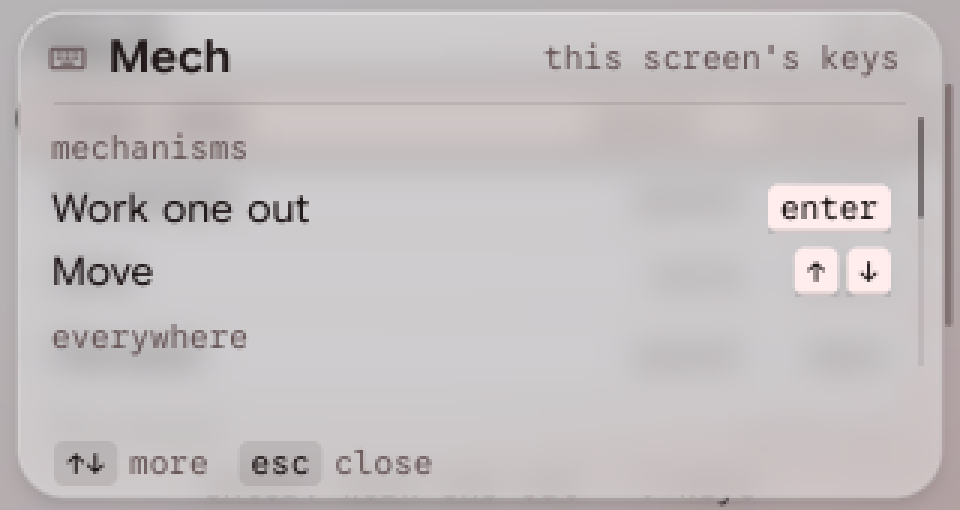 Mech this screen's keys
mechanisms
Work one out enter
Move ↑ ↓
everywhere
↑↓ more esc close